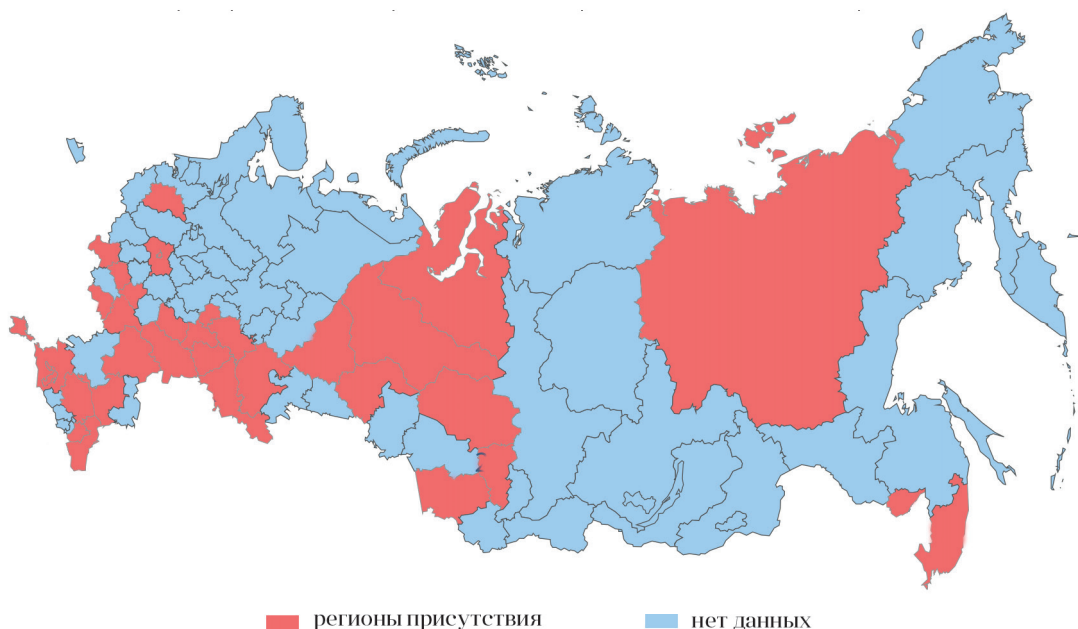 регионы присутствия
нет данных